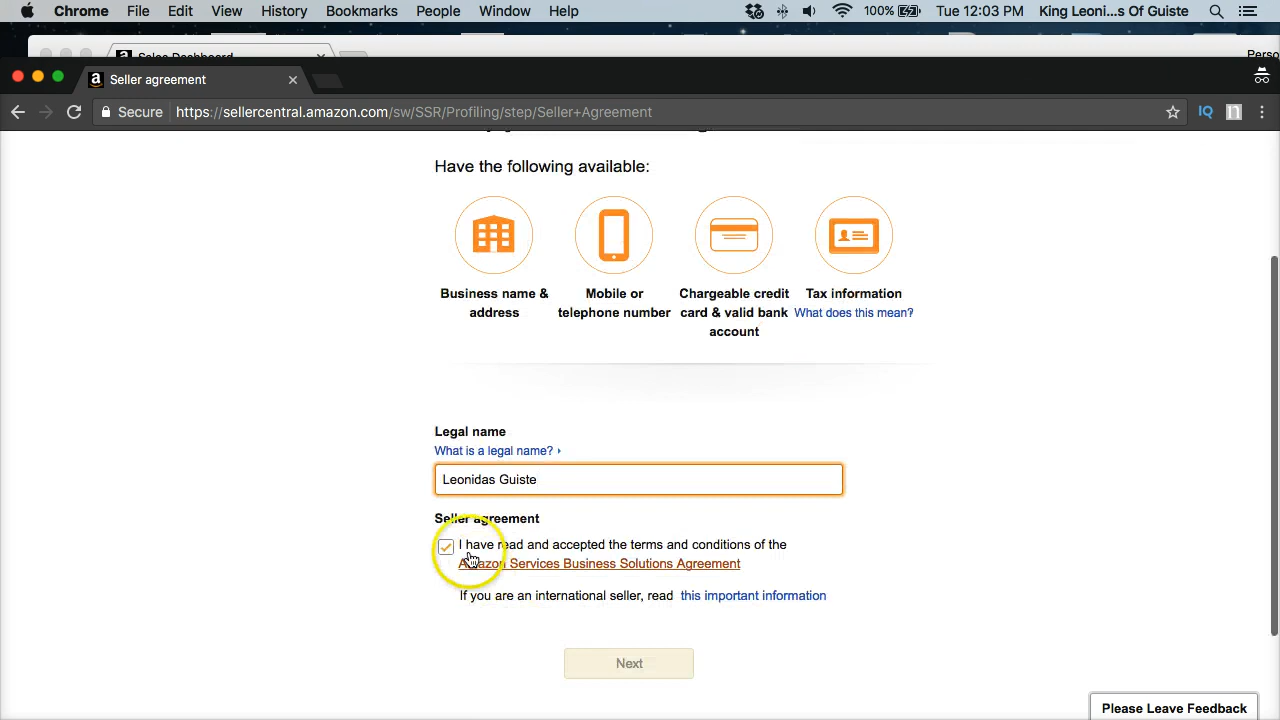 Chrome File Edit View History Bookmarks People Window Help 100% Tue 12:03 PM King Leoni...s Of Guiste
Sales Dashboard
Perso
Seller agreement
Secure https://sellercentral.amazon.com/sw/SSR/Profiling/step/Seller+Agreement
Have the following available:
Business name & address
Mobile or telephone number
Chargeable credit card & valid bank account
Tax information
What does this mean?
Legal name
What is a legal name?
Leonidas Guiste
Seller agreement
I have read and accepted the terms and conditions of the
Amazon Services Business Solutions Agreement
If you are an international seller, read this important information
Next
Please Leave Feedback